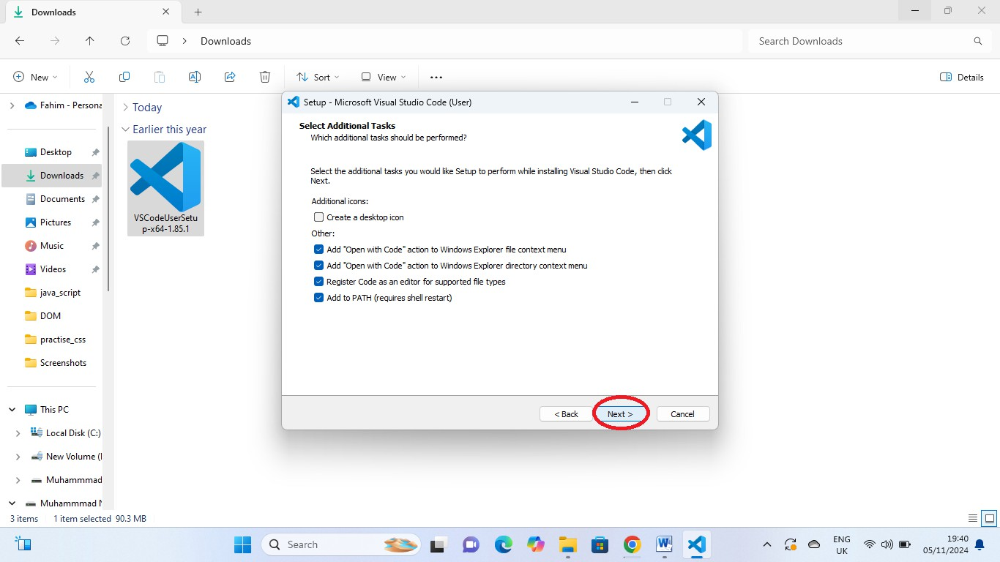 Downloads
Downloads
Search Downloads
New
Sort
View
Details
Fahim - Persona
Desktop
Downloads
Documents
Pictures
Music
Videos
java_script
DOM
practise_css
Screenshots
This PC
Local Disk (C:)
New Volume (
Muhammmad
Muhammmad N
Today
Earlier this year
VSCodeUserSetu
p-x64-1.85.1
Setup - Microsoft Visual Studio Code (User)
Select Additional Tasks
Which additional tasks should be performed?
Select the additional tasks you would like Setup to perform while installing Visual Studio Code, then click
Next.
Additional icons:
Create a desktop icon
Other:
Add "Open with Code" action to Windows Explorer file context menu
Add "Open with Code" action to Windows Explorer directory context menu
Register Code as an editor for supported file types
Add to PATH (requires shell restart)
< Back
Next >
Cancel
3 items
1 item selected 90.3 MB
Search
ENG
UK
19:40
05/11/2024